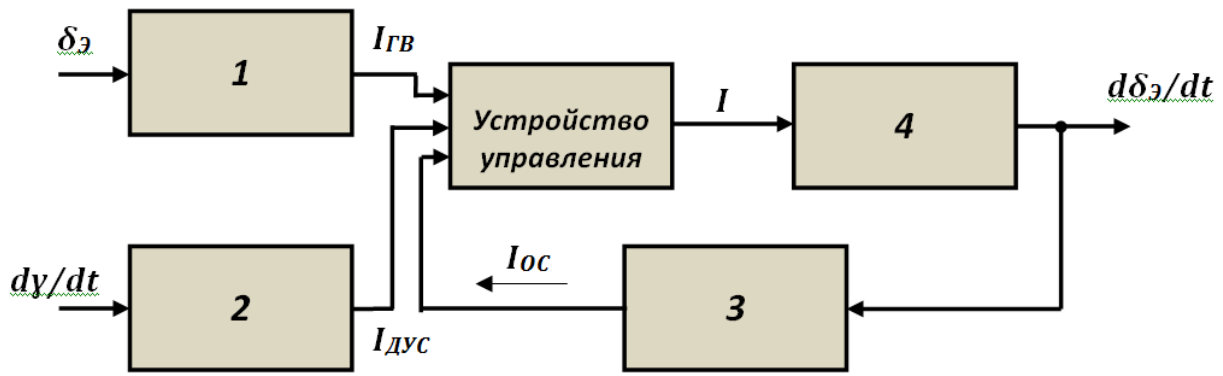 δэ
IГВ
1
I
dδэ/dt
Устройство
управления
4
IОС
dγ/dt
2
3
IДУС